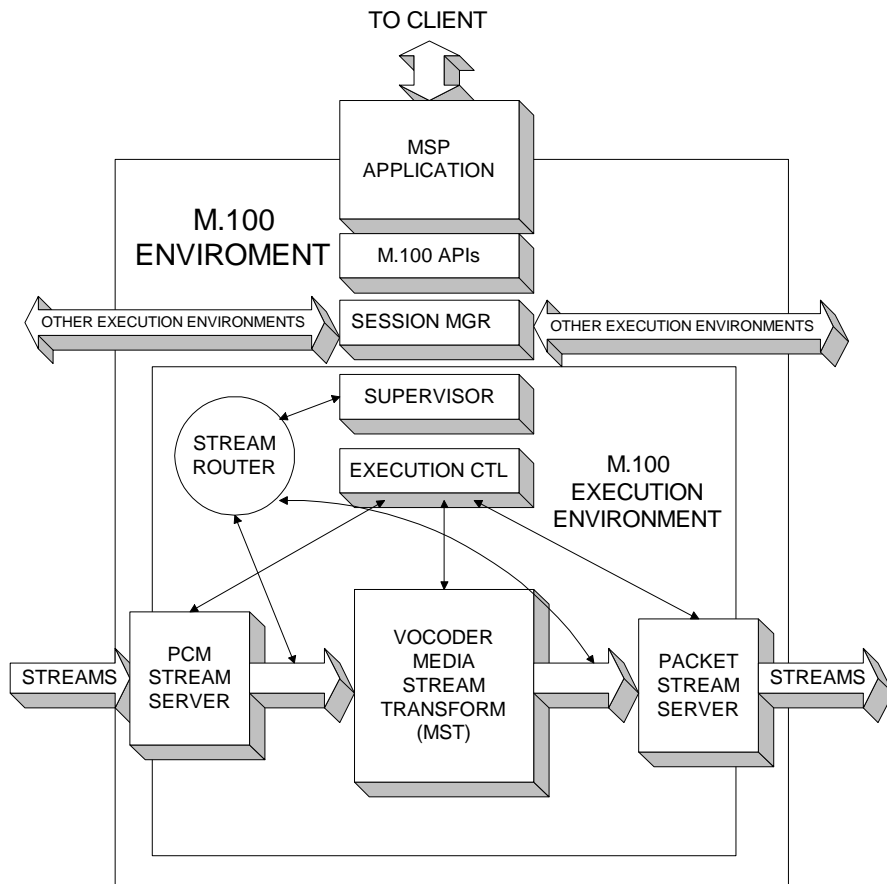 TO CLIENT
MSP
APPLICATION
M.100
ENVIROMENT
M.100 APIs
OTHER EXECUTION ENVIRONMENTS
SESSION MGR
OTHER EXECUTION ENVIRONMENTS
SUPERVISOR
STREAM
ROUTER
EXECUTION CTL
M.100
EXECUTION
ENVIRONMENT
STREAMS
PCM
STREAM
SERVER
VOCODER
MEDIA
STREAM
TRANSFORM
(MST)
PACKET
STREAM
SERVER
STREAMS